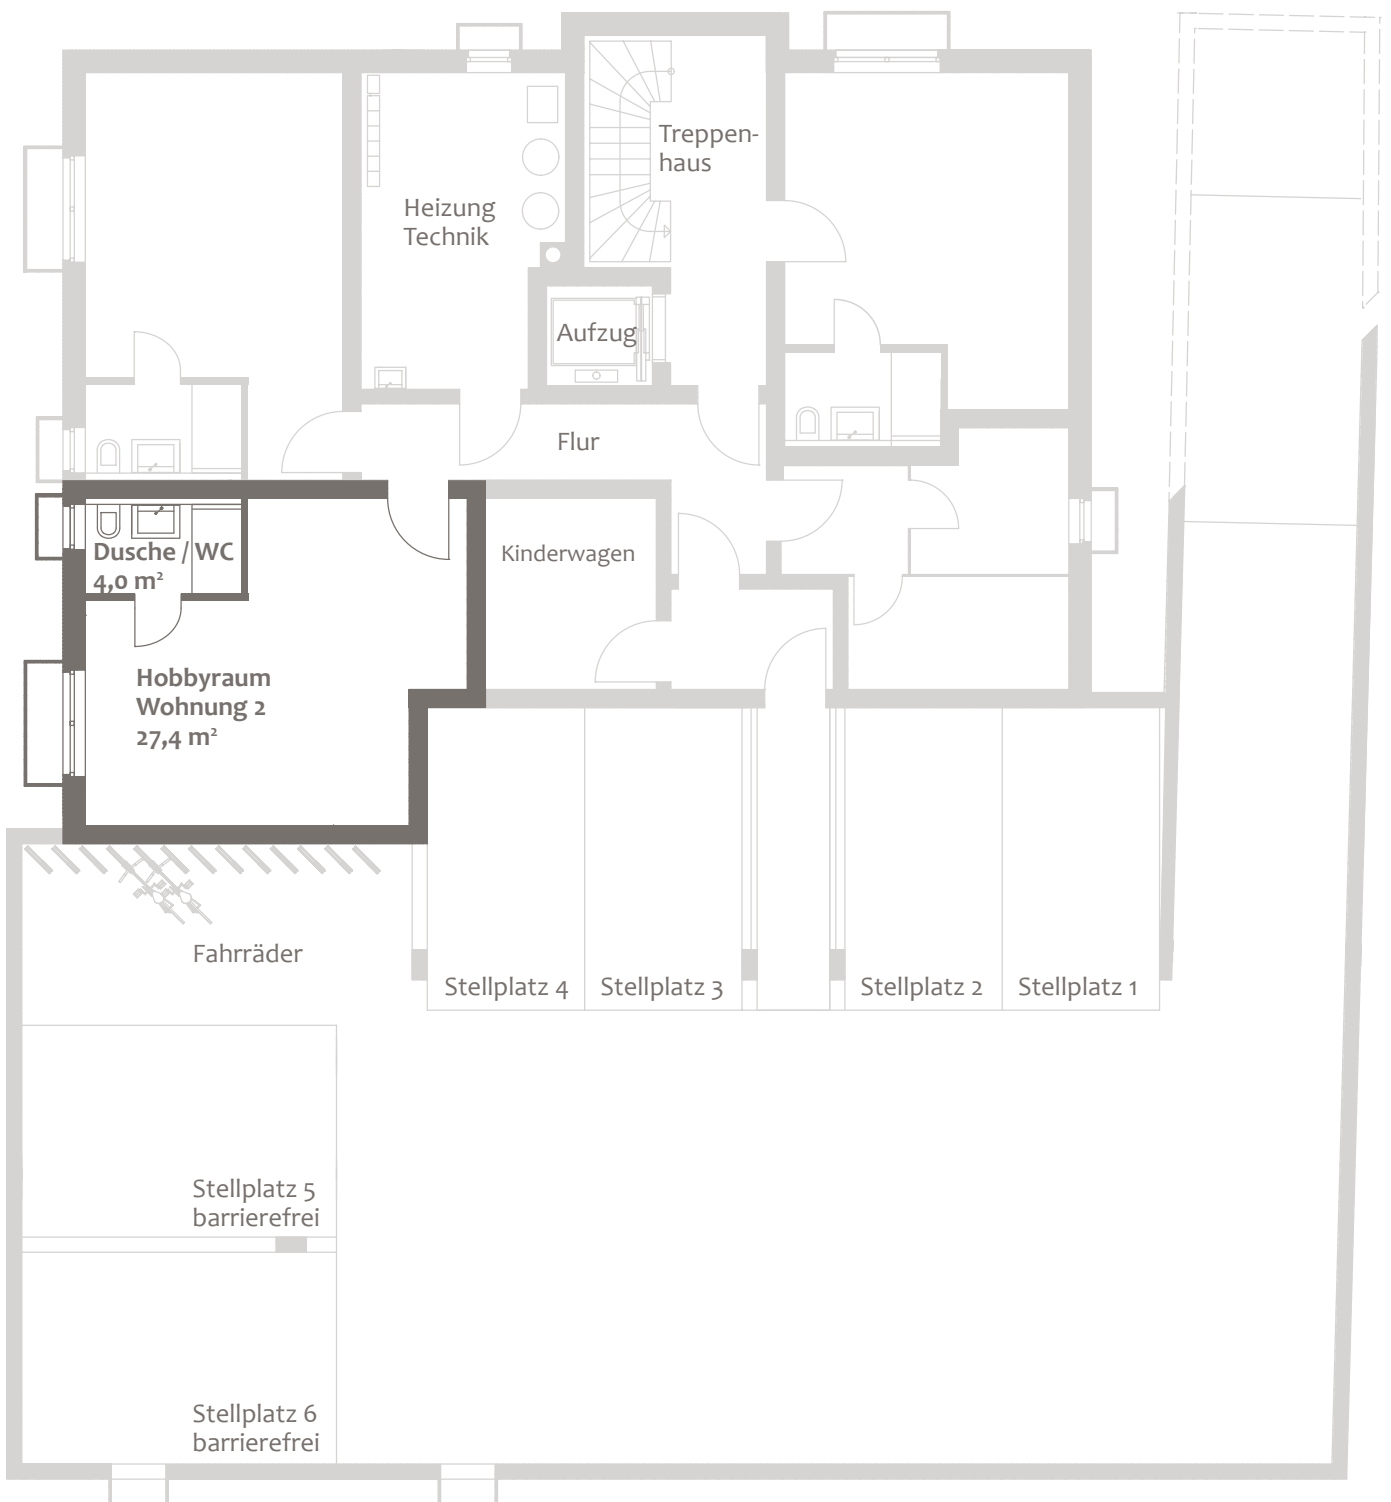 Treppen-
haus
Heizung
Technik
Aufzug
Flur
Dusche / WC
4,0 m²
Kinderwagen
Hobbyraum
Wohnung 2
27,4 m²
Fahrräder
Stellplatz 4
Stellplatz 3
Stellplatz 2
Stellplatz 1
Stellplatz 5
barrierefrei
Stellplatz 6
barrierefrei